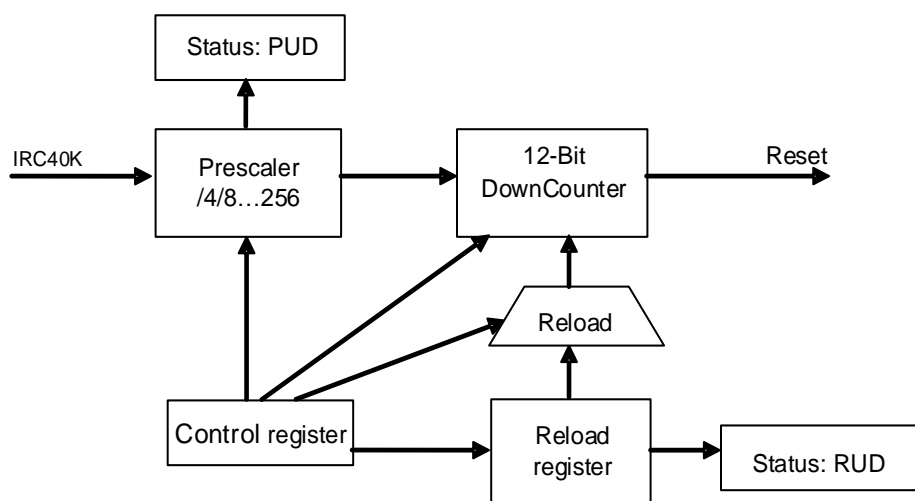 Status: PUD
IRC40K
Prescaler
/4/8…256
12-Bit
DownCounter
Reset
Reload
Control register
Reload
register
Status: RUD